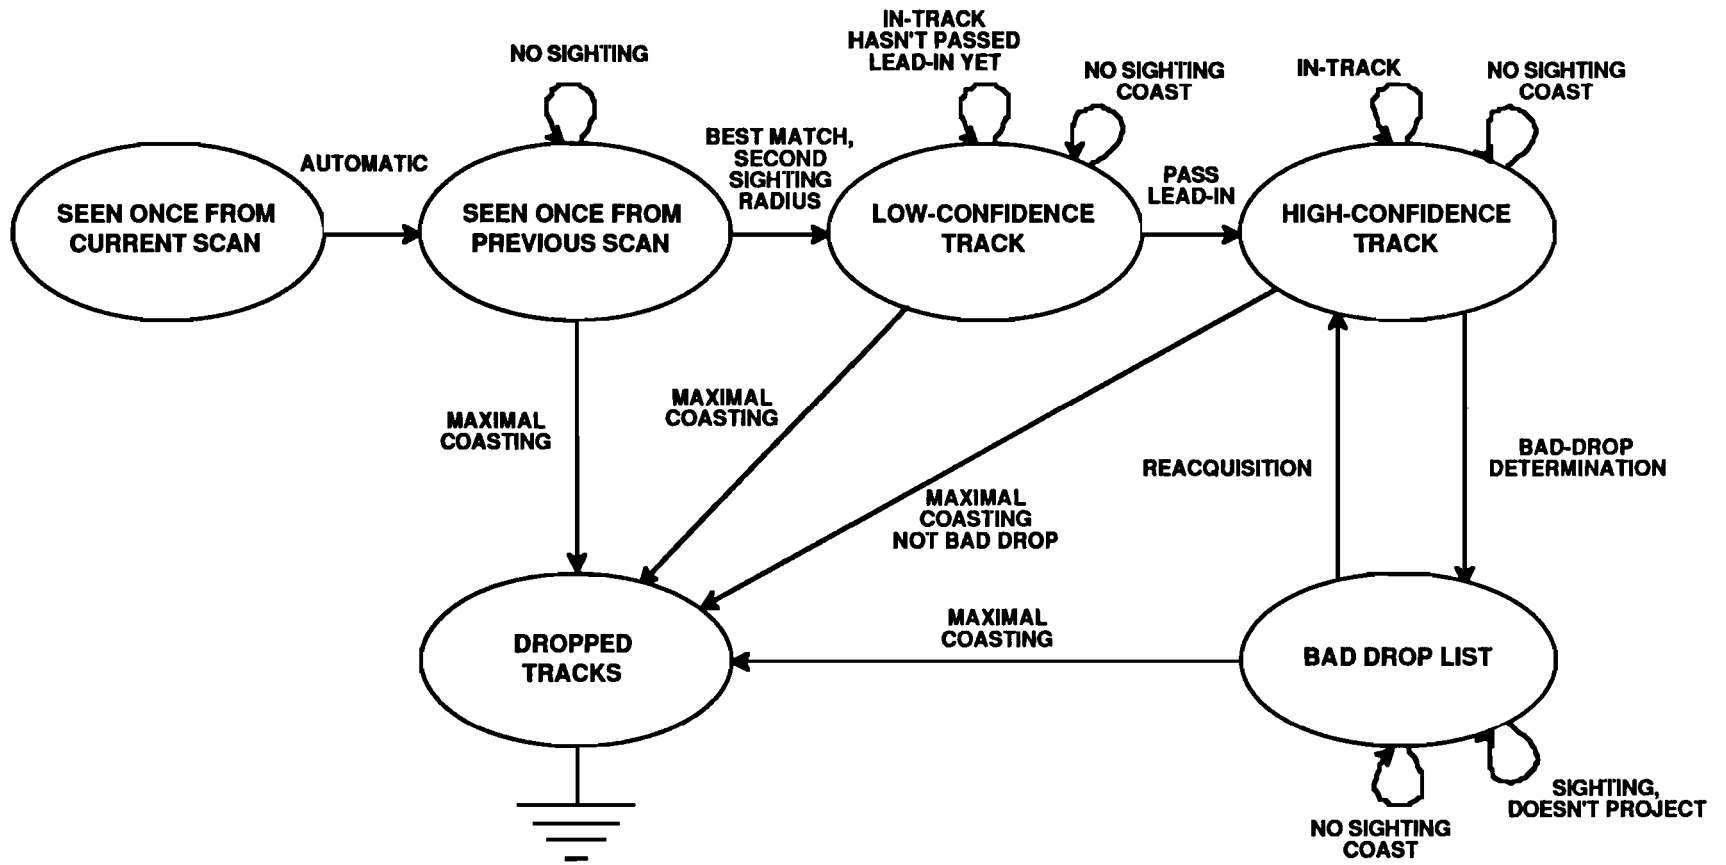 IN-TRACK
HASN'T PASSED
LEAD-IN YET
NO SIGHTING
NO SIGHTING
COAST
IN-TRACK
NO SIGHTING
COAST
AUTOMATIC
BEST MATCH,
SECOND
SIGHTING
RADIUS
PASS
LEAD-IN
SEEN ONCE FROM
CURRENT SCAN
SEEN ONCE FROM
PREVIOUS SCAN
LOW-CONFIDENCE
TRACK
HIGH-CONFIDENCE
TRACK
MAXIMAL
COASTING
MAXIMAL
COASTING
MAXIMAL
COASTING
NOT BAD DROP
REACQUISITION
BAD-DROP
DETERMINATION
DROPPED
TRACKS
MAXIMAL
COASTING
BAD DROP LIST
NO SIGHTING
COAST
SIGHTING,
DOESN'T PROJECT